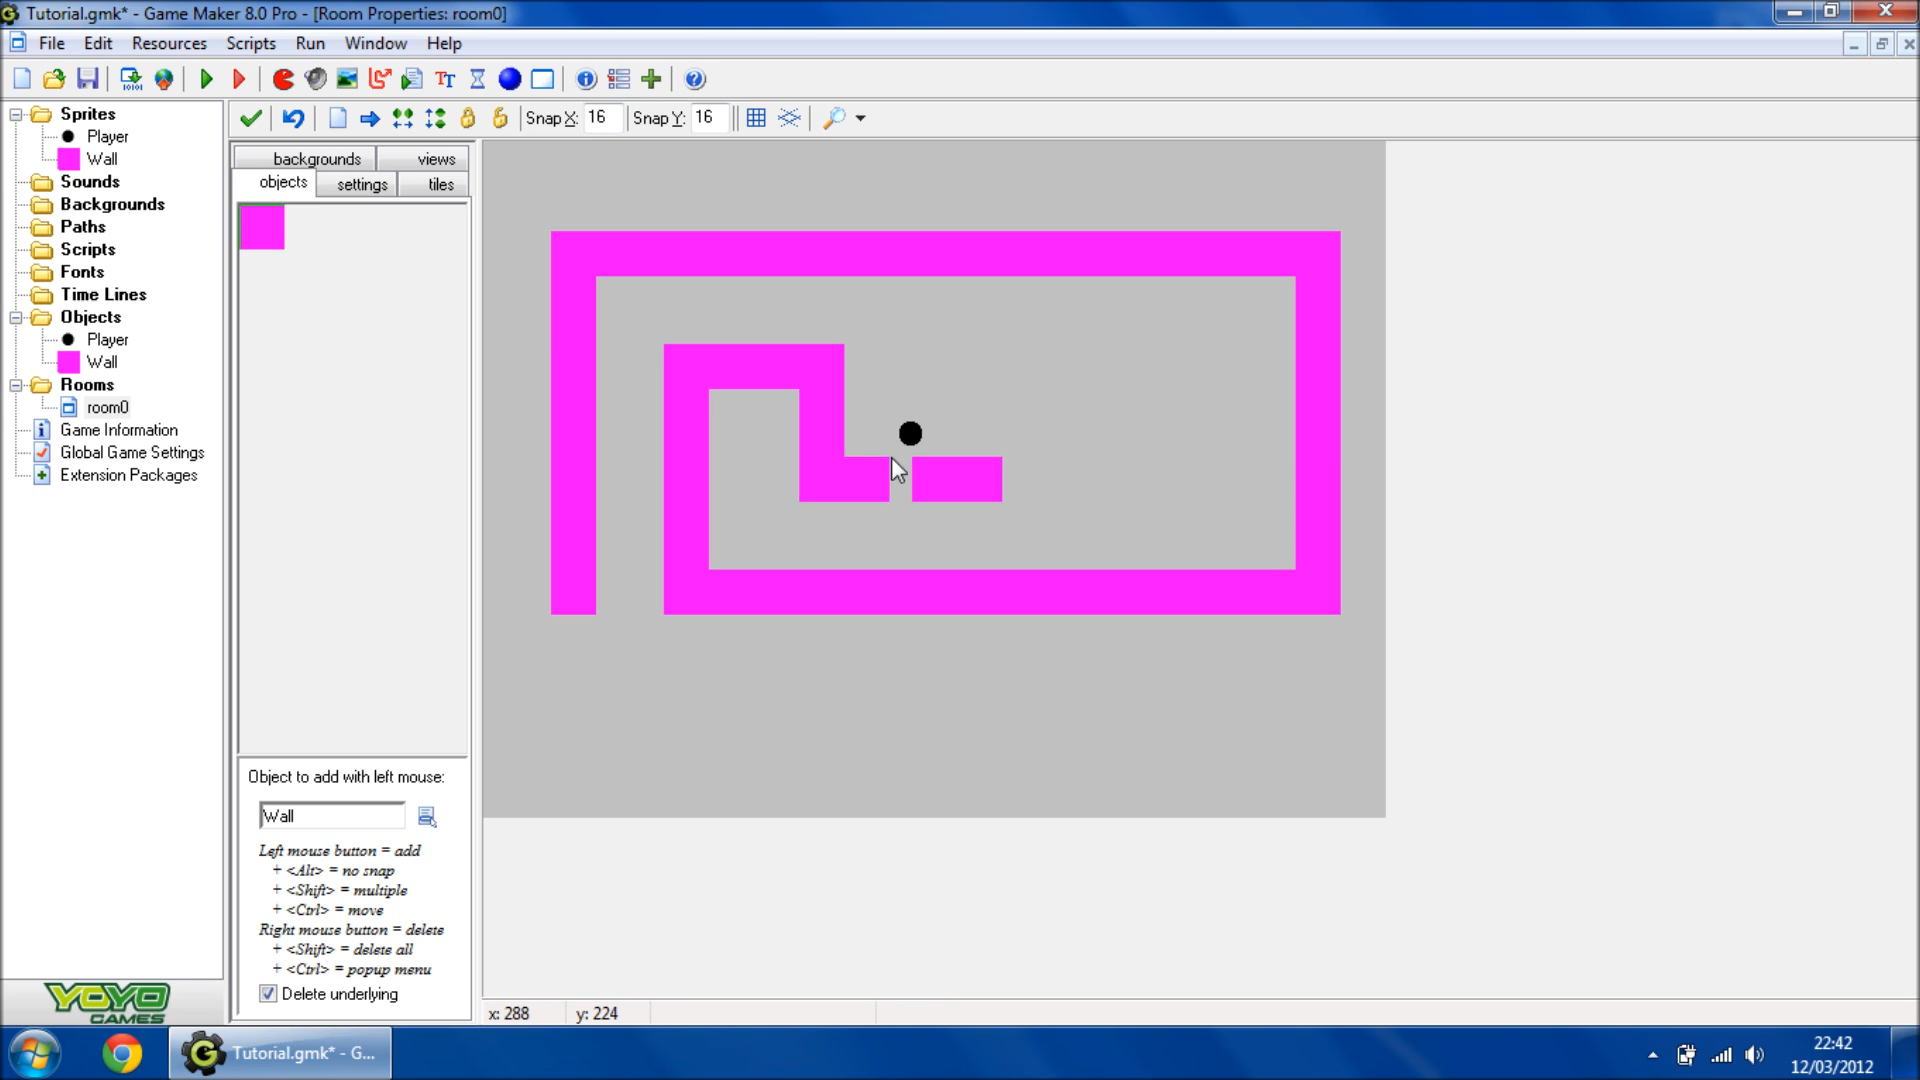 Tutorial.gmk* - Game Maker 8.0 Pro - [Room Properties: room0]
File Edit Resources Scripts Run Window Help
Snap X: 16 Snap Y: 16
Sprites
Player
Wall
Sounds
Backgrounds
Paths
Scripts
Fonts
Time Lines
Objects
Player
Wall
Rooms
room0
Game Information
Global Game Settings
Extension Packages
YOYO
GAMES
backgrounds views
objects settings tiles
Object to add with left mouse:
Wall
Left mouse button = add
+ <Alt> = no snap
+ <Shift> = multiple
+ <Ctrl> = move
Right mouse button = delete
+ <Shift> = delete all
+ <Ctrl> = popup menu
Delete underlying
x: 288 y: 224
Tutorial.gmk* - G...
22:42
12/03/2012